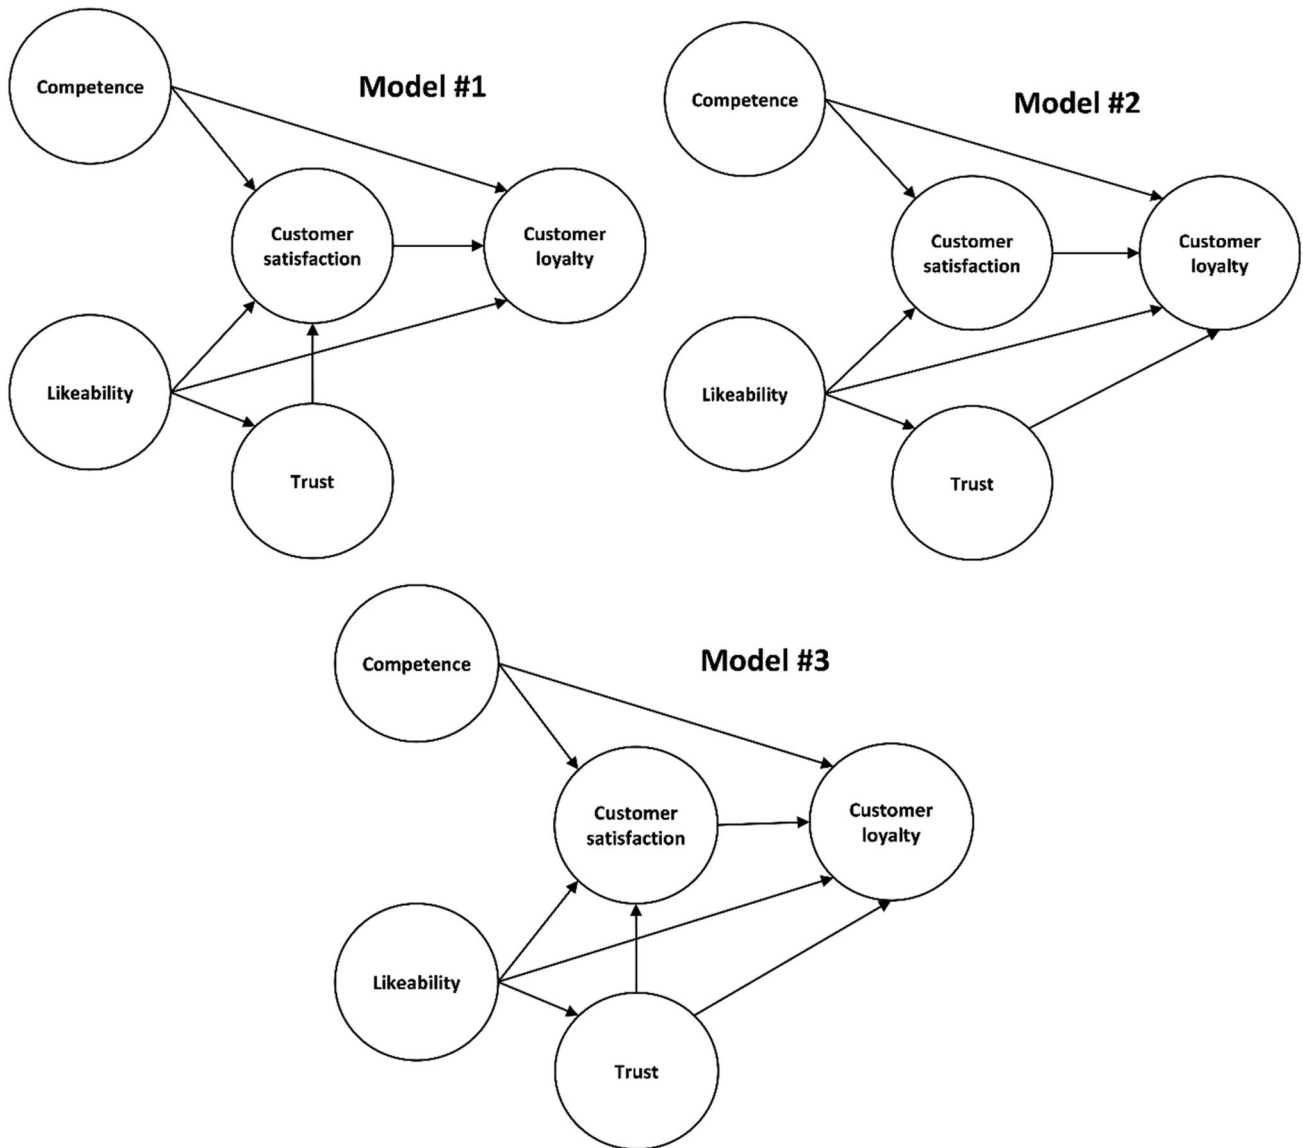 Competence
Model #1
Customer
satisfaction
Customer
loyalty
Likeability
Trust
Competence
Model #2
Customer
satisfaction
Customer
loyalty
Likeability
Trust
Competence
Model #3
Customer
satisfaction
Customer
loyalty
Likeability
Trust